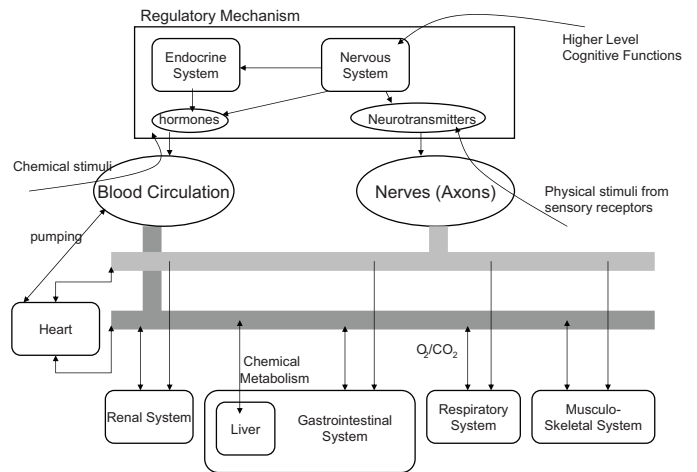 Regulatory Mechanism
Endocrine
System
Nervous
System
Higher Level
Cognitive Functions
hormones
Neurotransmitters
Chemical stimuli
Blood Circulation
Nerves (Axons)
Physical stimuli from
sensory receptors
pumping
Heart
O2/CO2
Chemical
Metabolism
Renal System
Liver
Gastrointestinal
System
Respiratory
System
Musculo-
Skeletal System